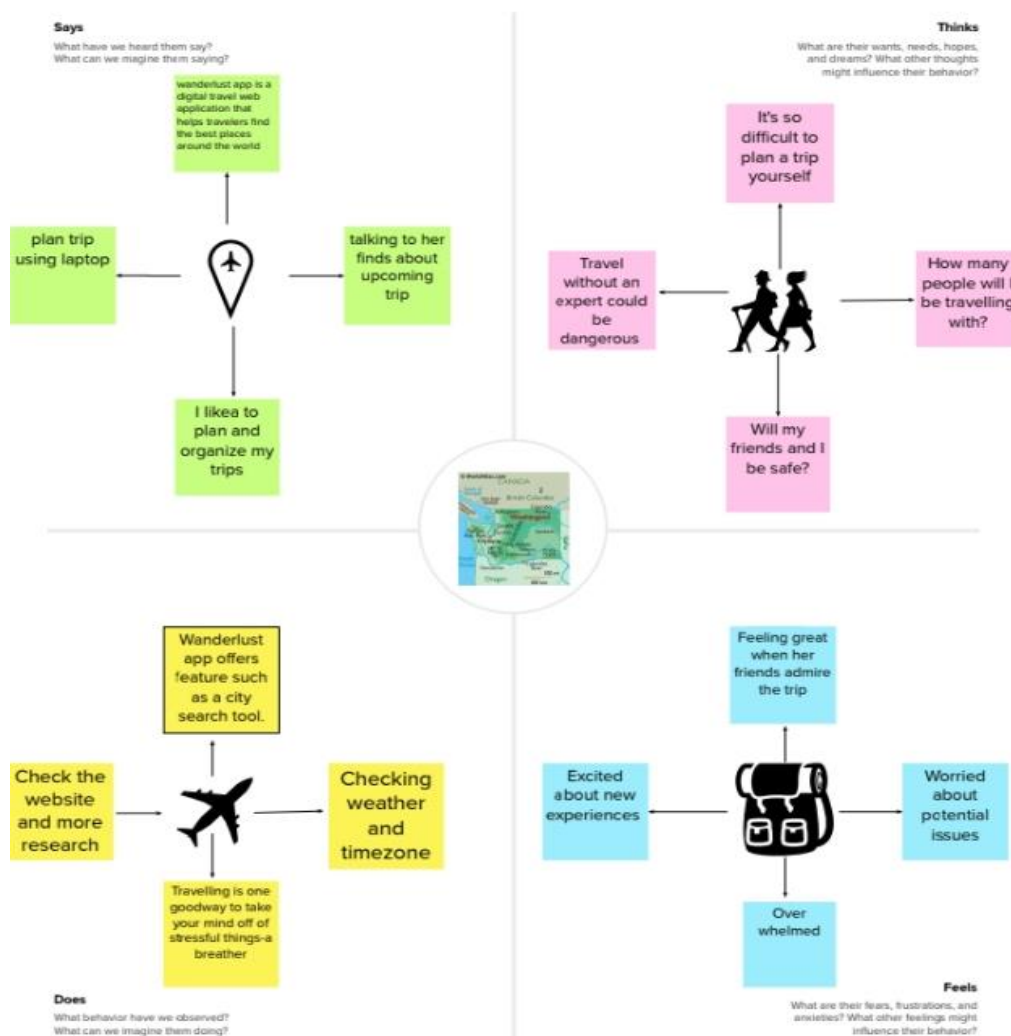 Says
What have we heard them say?
What can we magine them saying?
wanderlust app is a
digital travel web
application that
helps travelers find
the best places
around the world
plan trip
using laptop
talking to her
finds about
upcoming
trip
I likea to
plan and
organize my
trips
Thinks
What are their wants, needs, hopes,
and dreams? What other thoughts
might influence their behavior?
It's so
difficult to
plan a trip
yourself
Travel
without an
expert could
be
dangerous
How many
people will I
be travelling
with?
Will my
friends and I
be safe?
CANADA
British Columbia
Washington
Oregon
Wanderlust
app offers
feature such
as a city
search tool.
Check the
website
and more
research
Checking
weather
and
timezone
Travelling is one
goodway to take
your mind off of
stressful things-a
breather
Does
What behavior have we observed?
What can we imagine them doing?
Feeling great
when her
friends admire
the trip
Excited
about new
experiences
Worried
about
potential
issues
Over
whelmed
Feels
What are their fears, frustrations, and
anxieties? What other feelings might
influence their behavior?